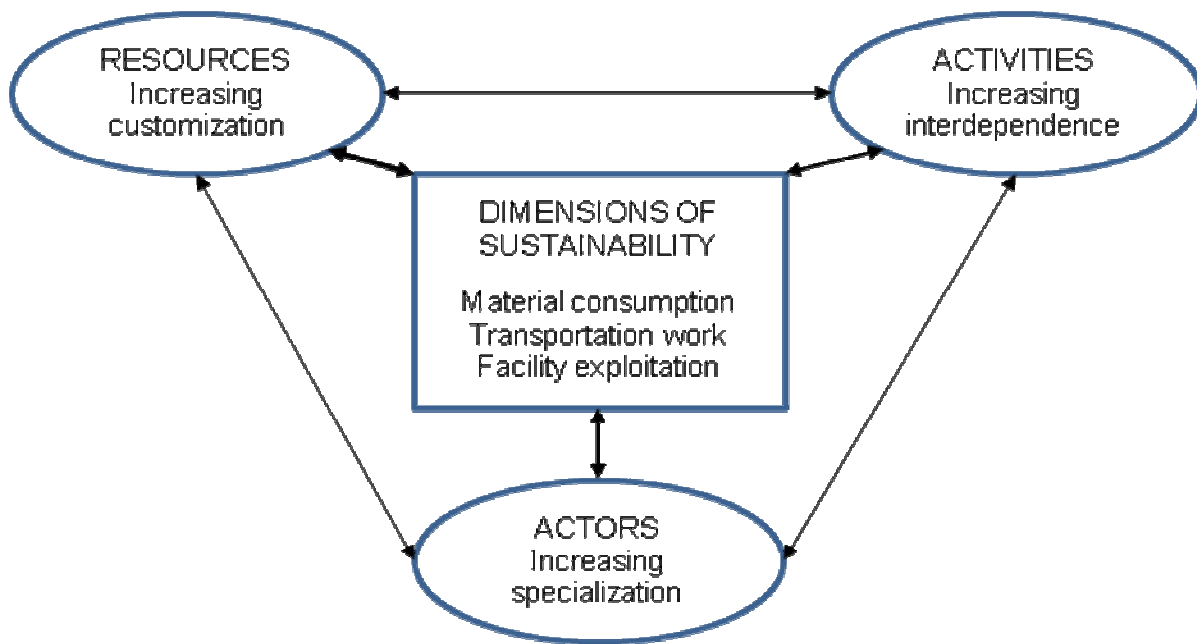 RESOURCES
Increasing
customization
ACTIVITIES
Increasing
interdependence
DIMENSIONS OF
SUSTAINABILITY
Material consumption
Transportation work
Facility exploitation
ACTORS
Increasing
specialization